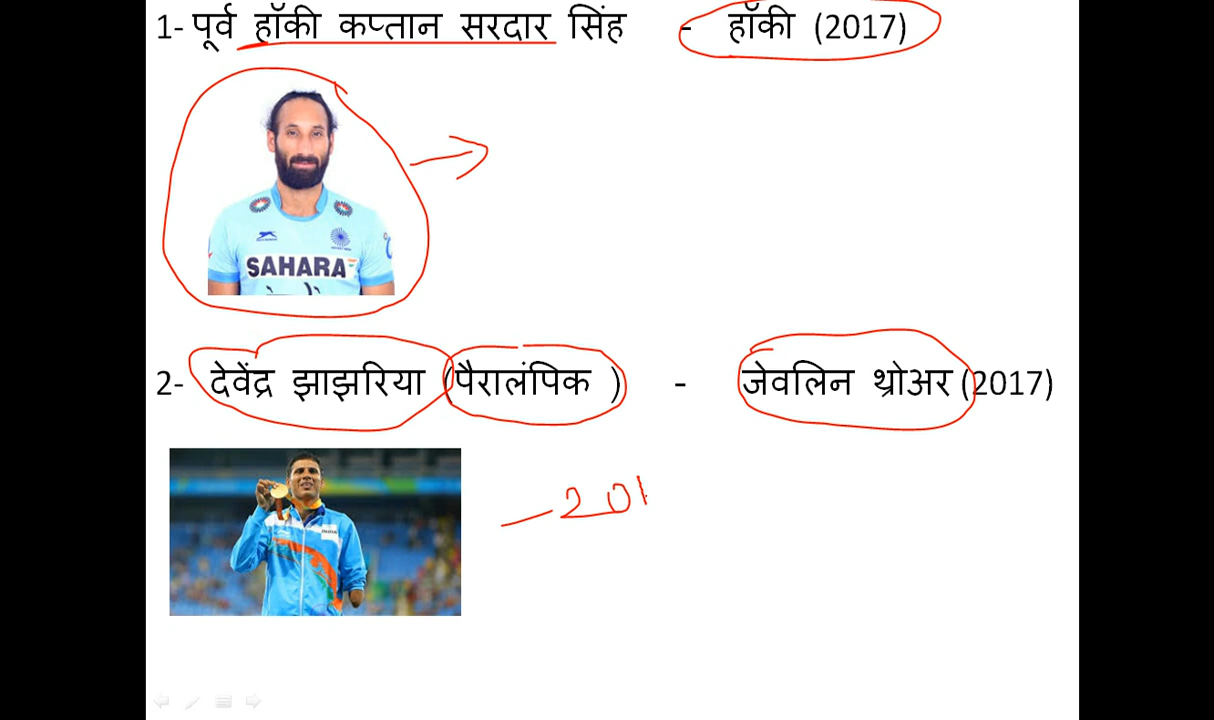 1- पूर्व हॉकी कप्तान सरदार सिंह - हॉकी (2017)
SAHARA
2- देवेंद्र झाझरिया (पैरालंपिक ) - जेवलिन थ्रोअर (2017)
201